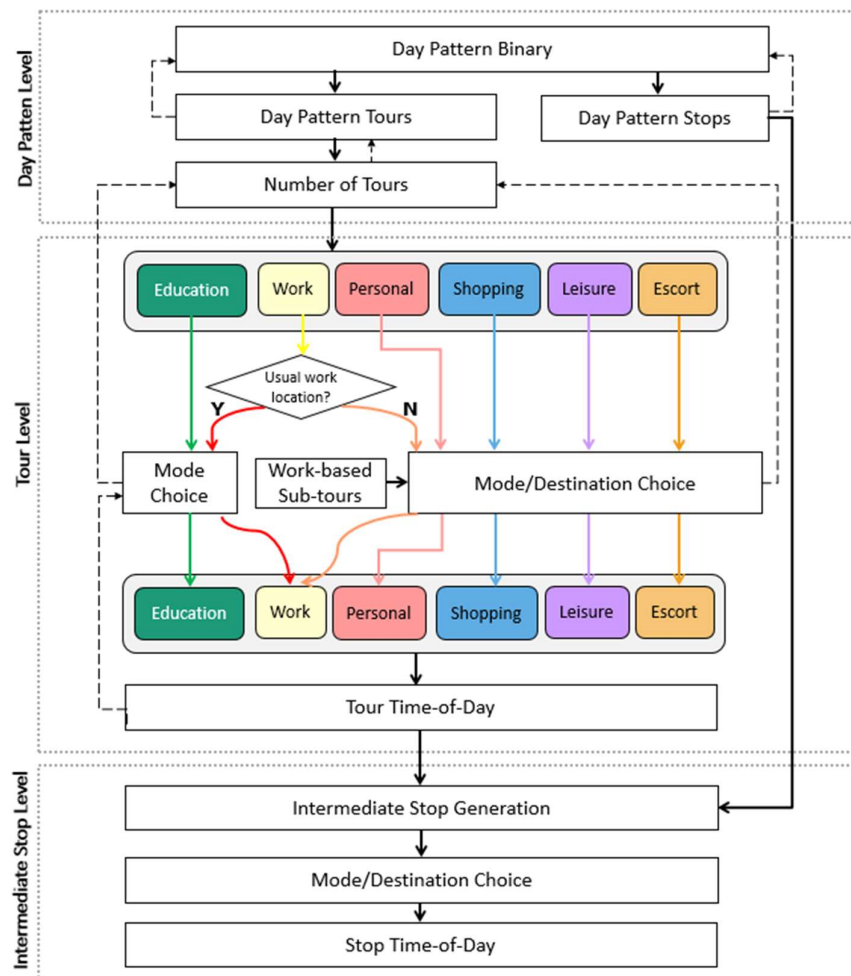 Day Patten Level
Day Pattern Binary
Day Pattern Tours
Day Pattern Stops
Number of Tours
Tour Level
Education
Work
Personal
Shopping
Leisure
Escort
Usual work
location?
Y
N
Mode
Choice
Work-based
Sub-tours
Mode/Destination Choice
Education
Work
Personal
Shopping
Leisure
Escort
Tour Time-of-Day
Intermediate Stop Level
Intermediate Stop Generation
Mode/Destination Choice
Stop Time-of-Day